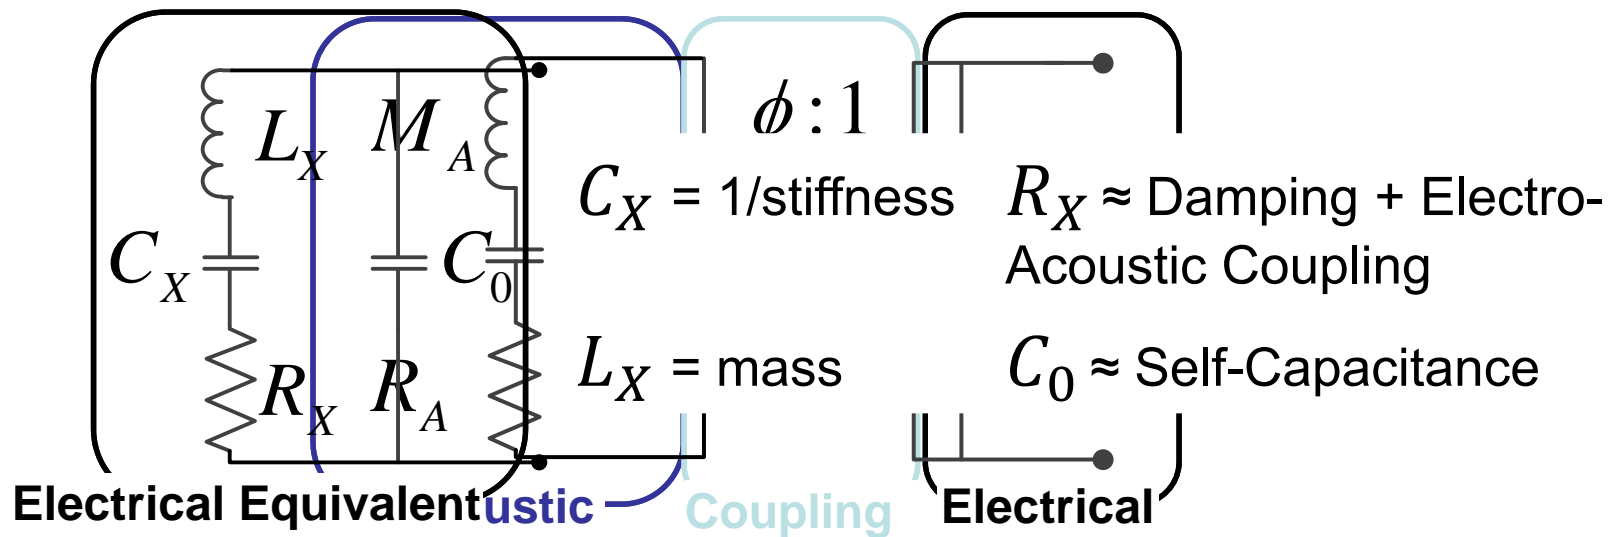 ϕ : 1
L_X
M_A
C_X = 1/stiffness
R_X ≈ Damping + Electro-
Acoustic Coupling
C_X
C_0
L_X = mass
C_0 ≈ Self-Capacitance
R_X
R_A
Electrical Equivalent
ustic
Coupling
Electrical